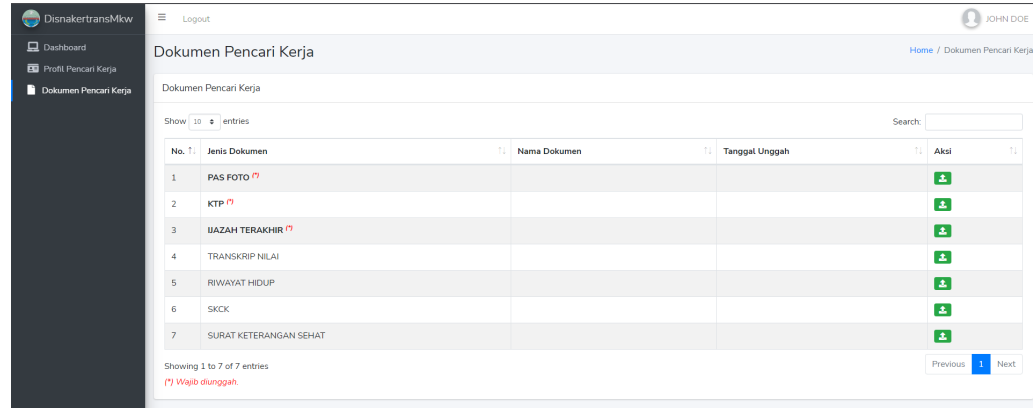 DisnakertransMkw
Logout
JOHN DOE
Dashboard
Profil Pencari Kerja
Dokumen Pencari Kerja
Dokumen Pencari Kerja
Home / Dokumen Pencari Kerja
Dokumen Pencari Kerja
Show 10 entries
Search:
No. Jenis Dokumen Nama Dokumen Tanggal Unggah Aksi
1 PAS FOTO (*)
2 KTP (*)
3 IJAZAH TERAKHIR (*)
4 TRANSKRIP NILAI
5 RIWAYAT HIDUP
6 SKCK
7 SURAT KETERANGAN SEHAT
Showing 1 to 7 of 7 entries
Previous 1 Next
(*) Wajib diunggah.